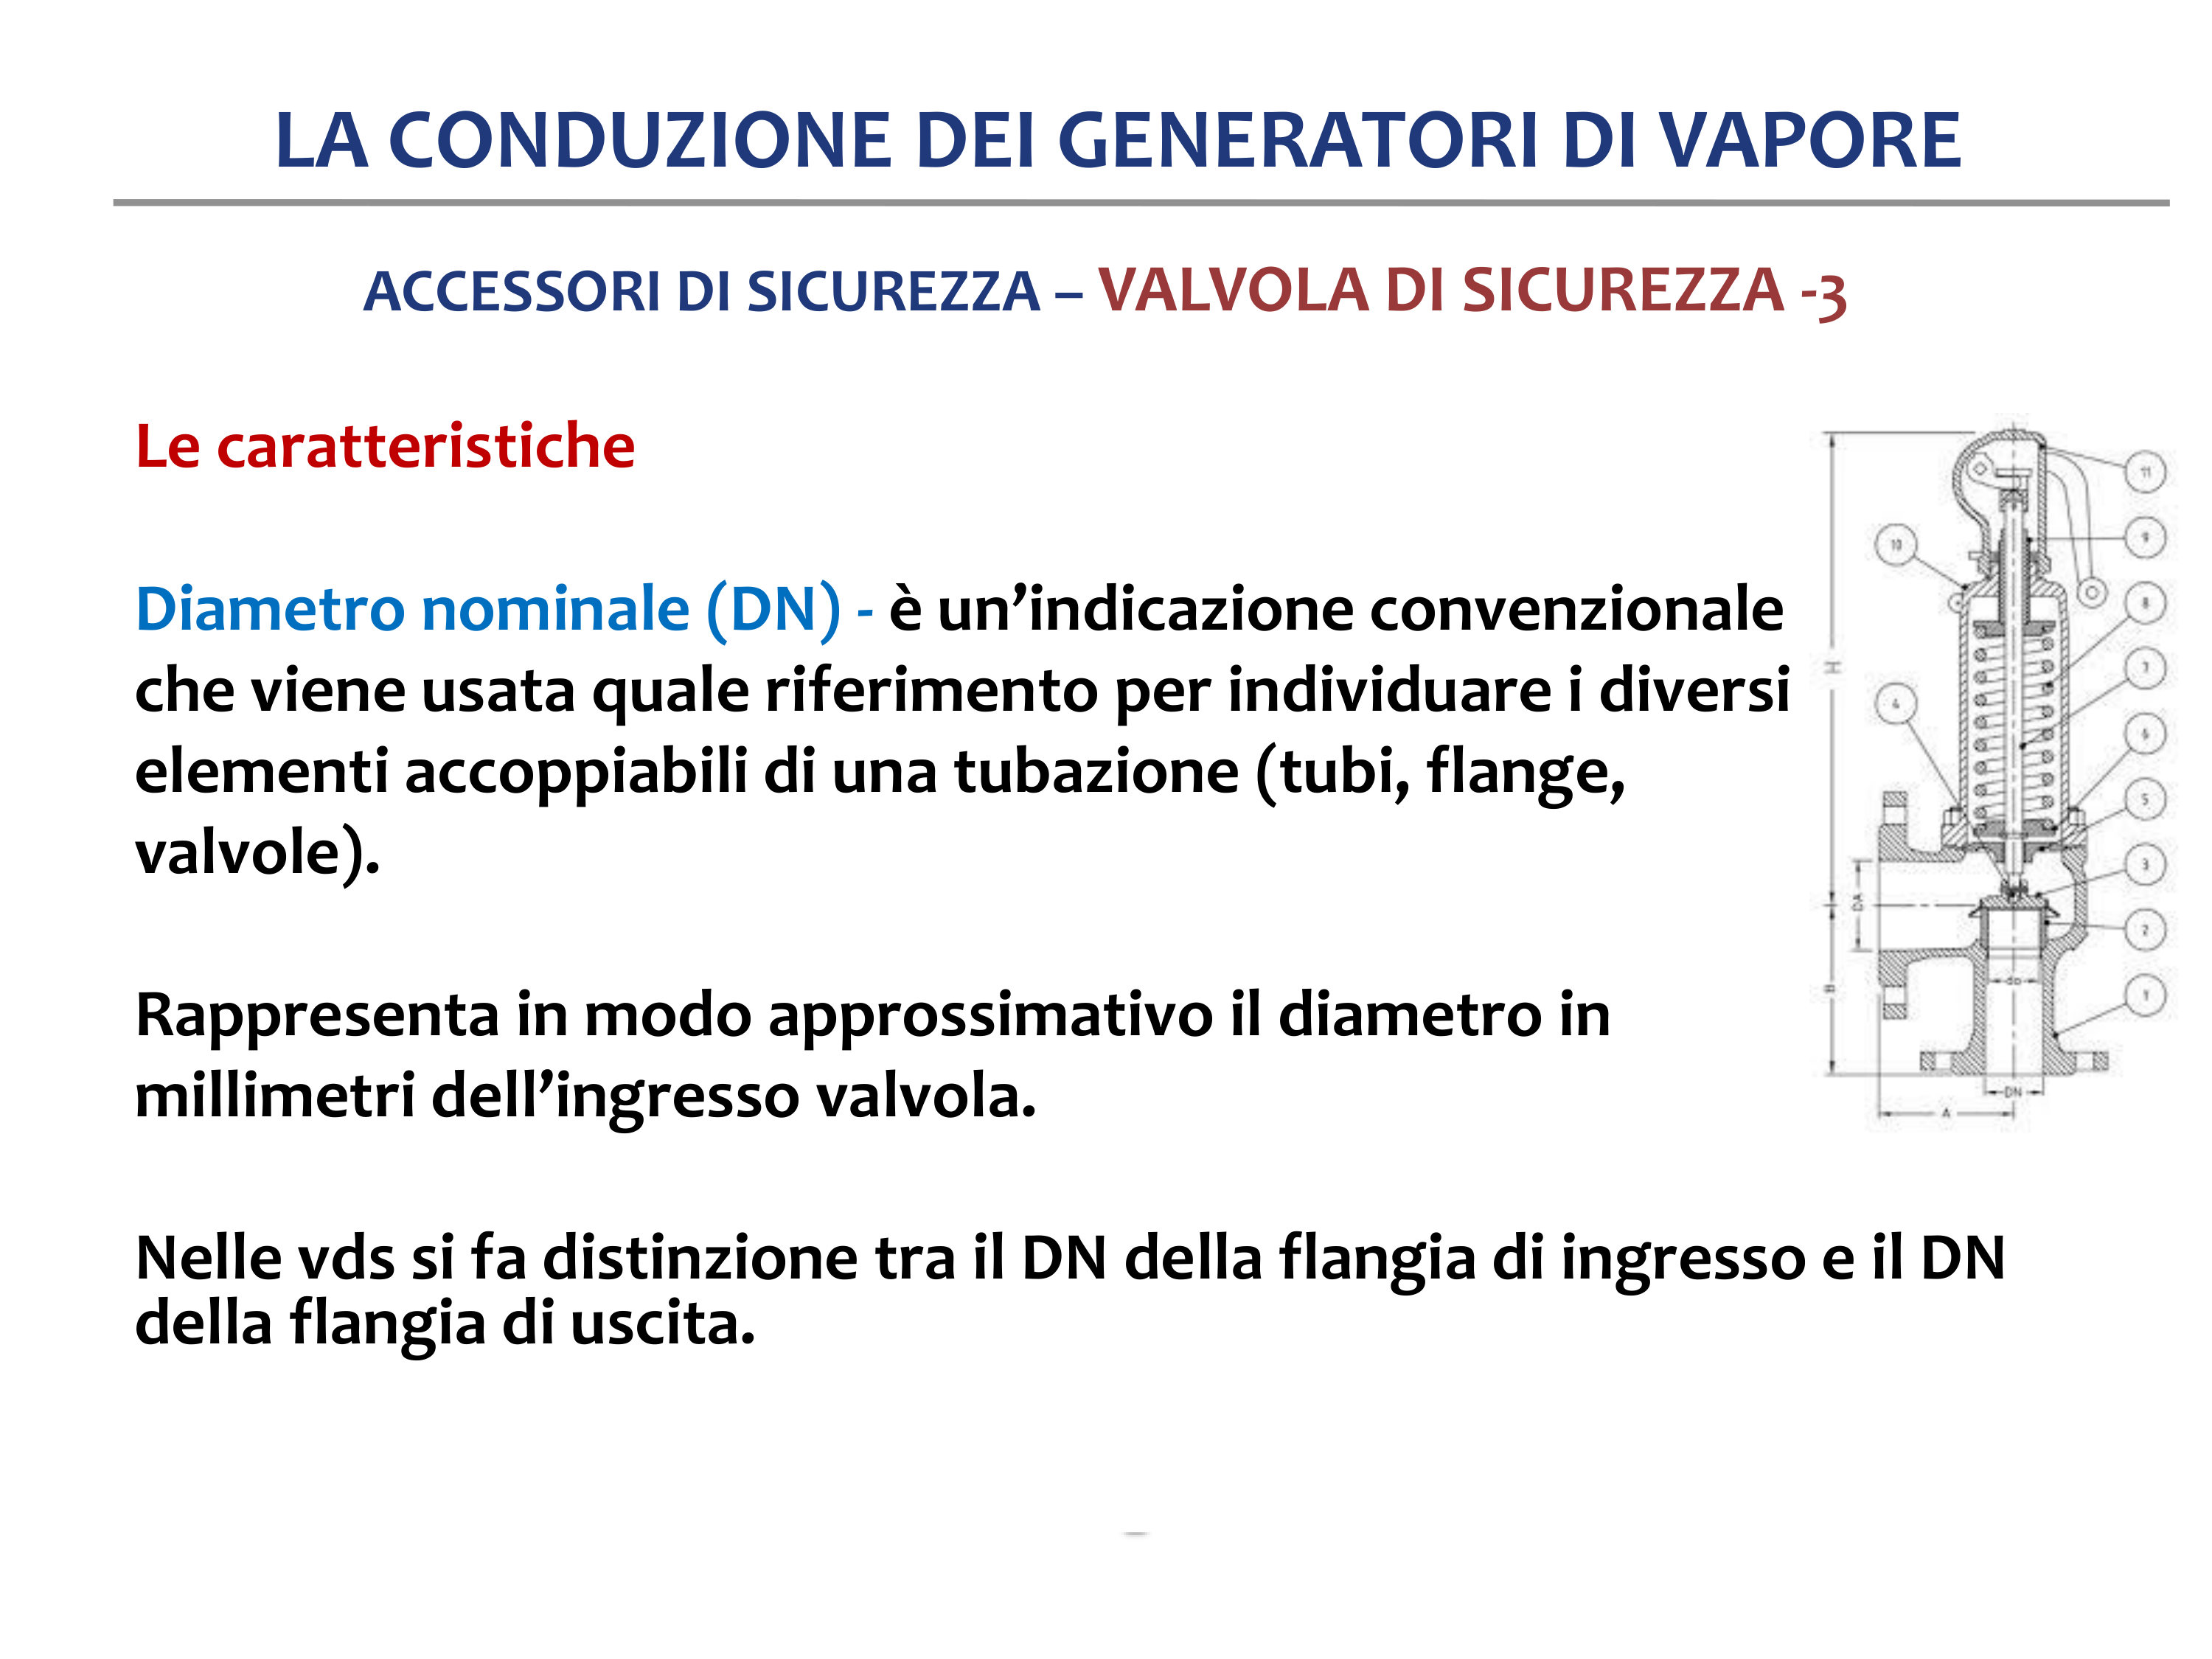 LA CONDUZIONE DEI GENERATORI DI VAPORE
ACCESSORI DI SICUREZZA – VALVOLA DI SICUREZZA -3
Le caratteristiche
Diametro nominale (DN) - è un’indicazione convenzionale
che viene usata quale riferimento per individuare i diversi
elementi accoppiabili di una tubazione (tubi, flange,
valvole).
Rappresenta in modo approssimativo il diametro in
millimetri dell’ingresso valvola.
Nelle vds si fa distinzione tra il DN della flangia di ingresso e il DN
della flangia di uscita.
11
10
9
8
H
7
4
6
5
3
DA
2
do
B
1
DN
A